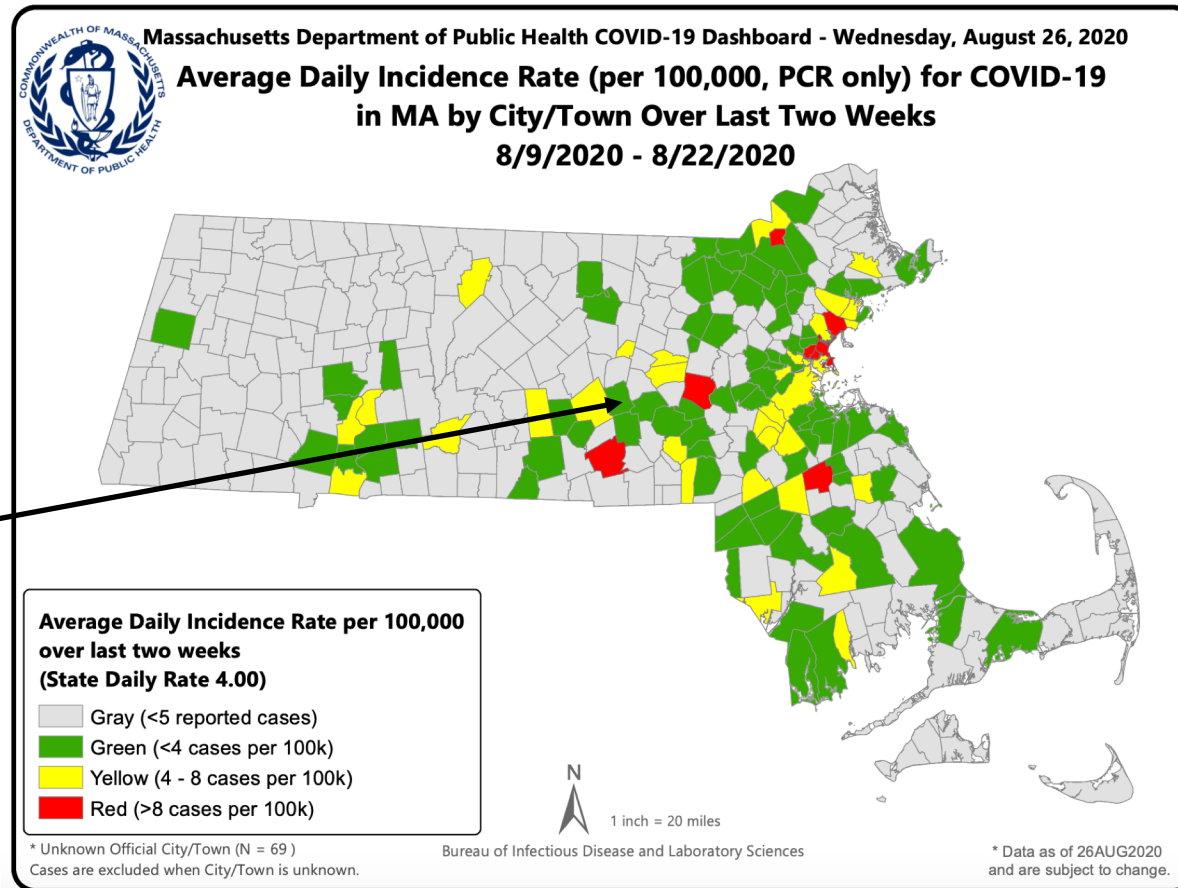 COMMONWEALTH OF MASSACHUSETTS
DEPARTMENT OF PUBLIC HEALTH
Massachusetts Department of Public Health COVID-19 Dashboard - Wednesday, August 26, 2020
Average Daily Incidence Rate (per 100,000, PCR only) for COVID-19
in MA by City/Town Over Last Two Weeks
8/9/2020 - 8/22/2020
Average Daily Incidence Rate per 100,000
over last two weeks
(State Daily Rate 4.00)
Gray (<5 reported cases)
Green (<4 cases per 100k)
Yellow (4 - 8 cases per 100k)
Red (>8 cases per 100k)
N
1 inch = 20 miles
* Unknown Official City/Town (N = 69 )
Cases are excluded when City/Town is unknown.
Bureau of Infectious Disease and Laboratory Sciences
* Data as of 26AUG2020
and are subject to change.